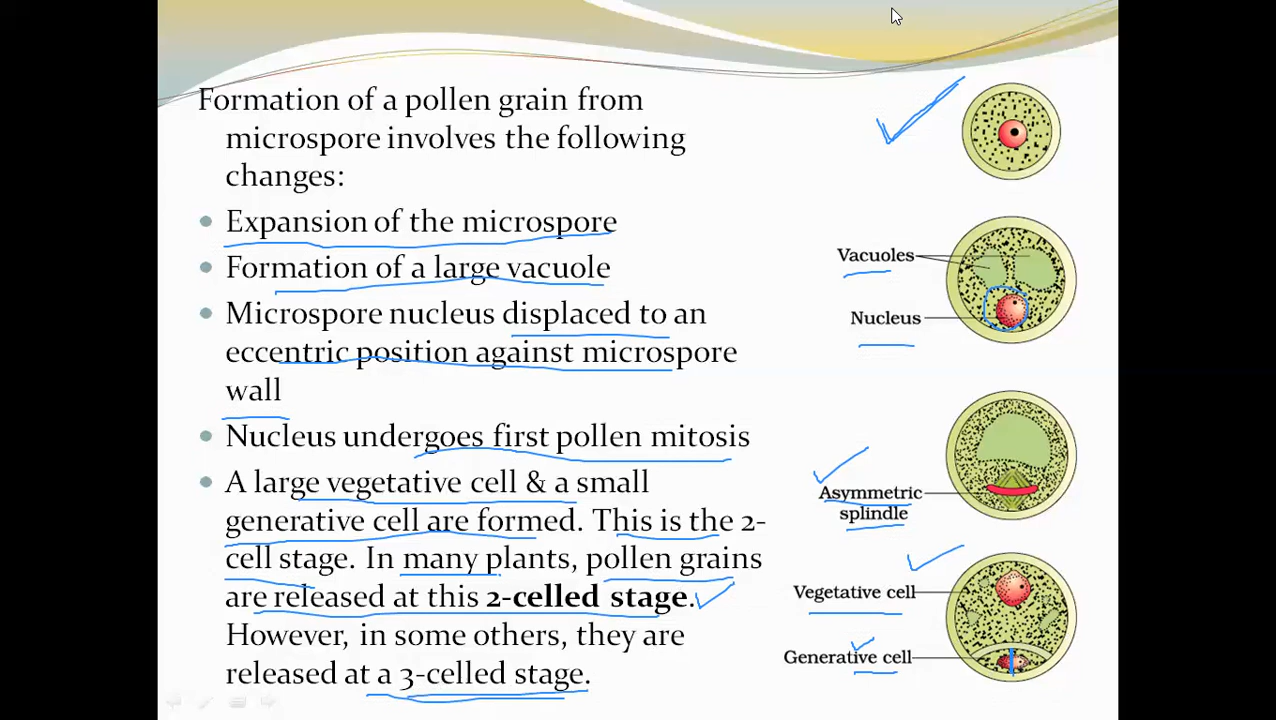 Formation of a pollen grain from
microspore involves the following
changes:
• Expansion of the microspore
• Formation of a large vacuole
• Microspore nucleus displaced to an
eccentric position against microspore
wall
• Nucleus undergoes first pollen mitosis
• A large vegetative cell & a small
generative cell are formed. This is the 2-
cell stage. In many plants, pollen grains
are released at this 2-celled stage.
However, in some others, they are
released at a 3-celled stage.
Vacuoles
Nucleus
Asymmetric
splindle
Vegetative cell
Generative cell